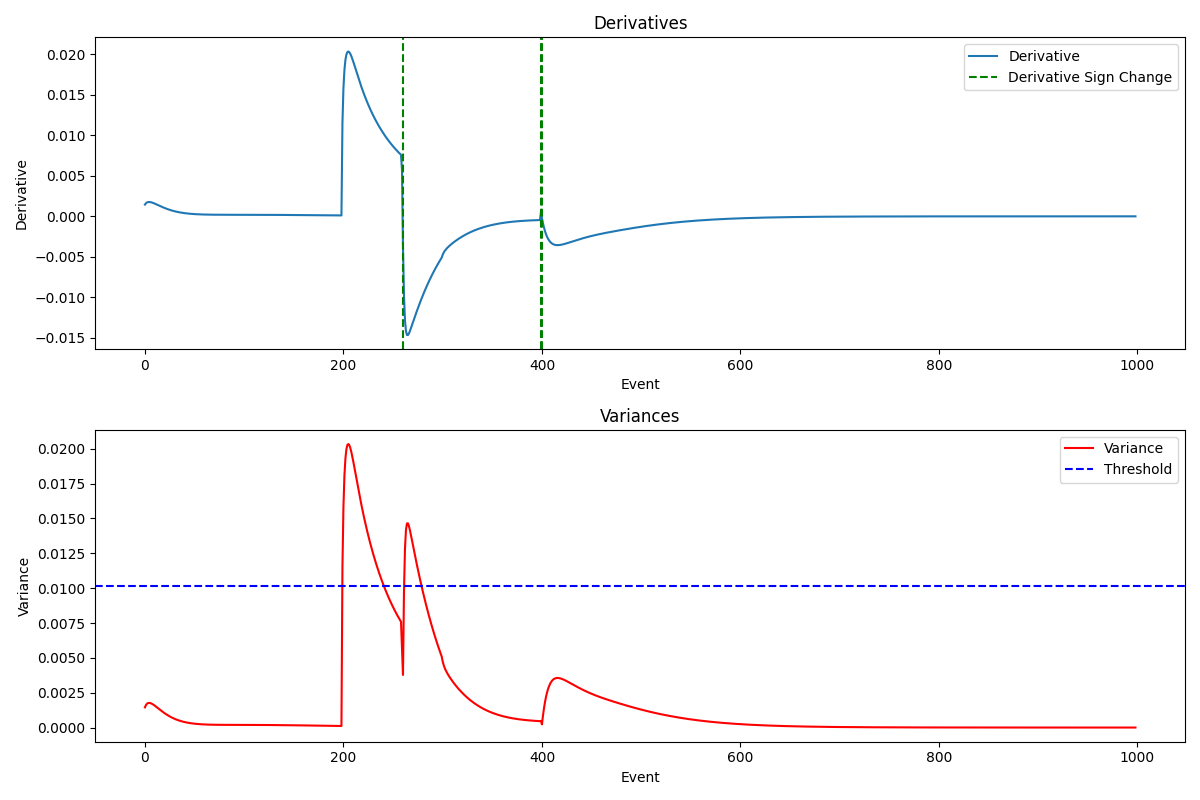 Derivatives
Derivative
0.020
0.015
0.010
0.005
0.000
−0.005
−0.010
−0.015
Derivative
Derivative Sign Change
0 200 400 600 800 1000
Event
Variances
Variance
0.0200
0.0175
0.0150
0.0125
0.0100
0.0075
0.0050
0.0025
0.0000
Variance
Threshold
0 200 400 600 800 1000
Event